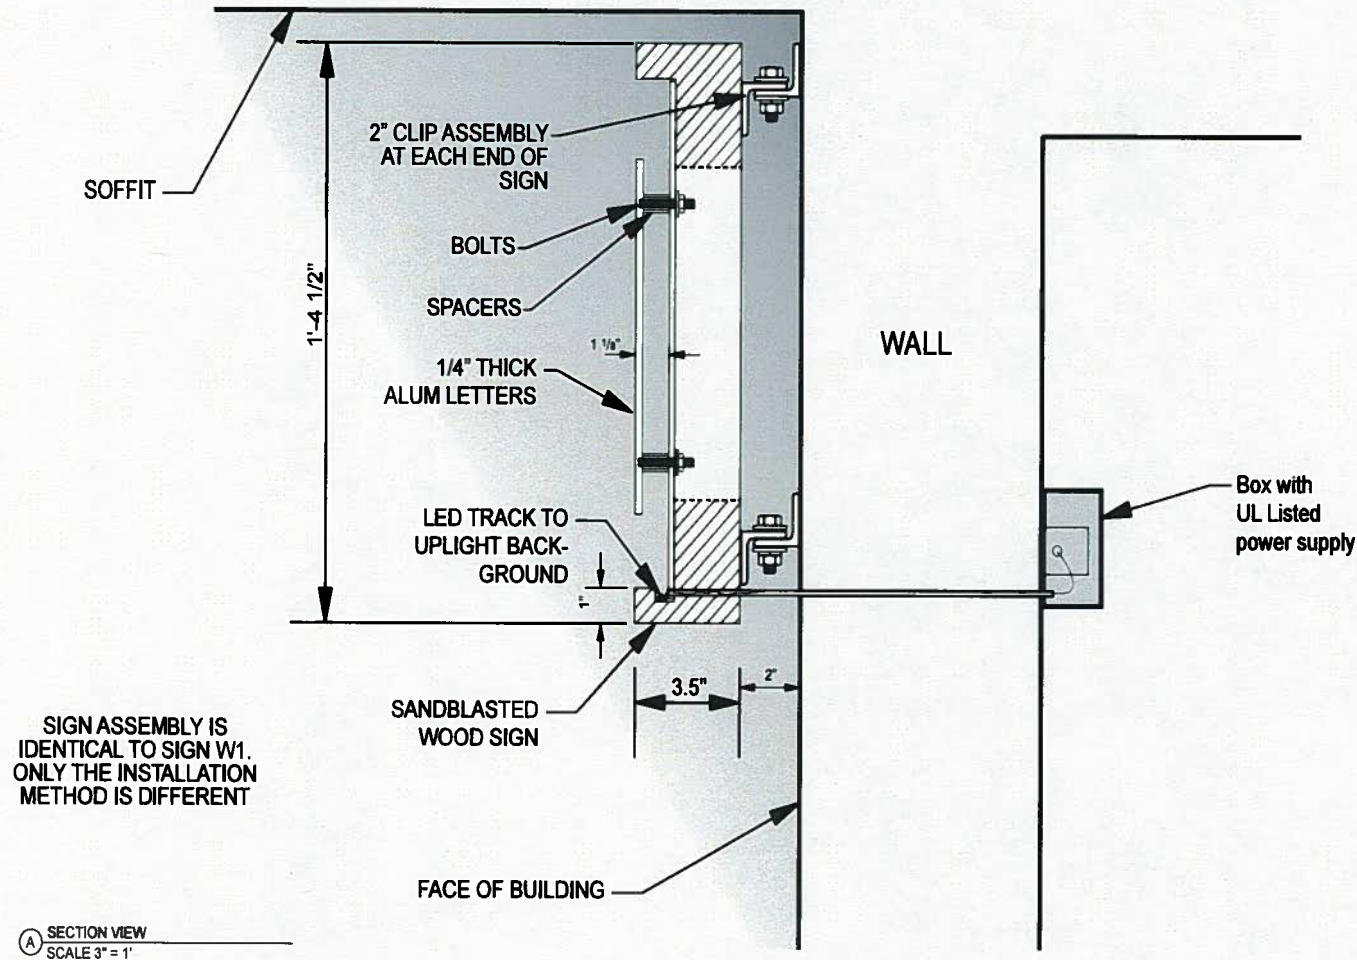 SOFFIT
2" CLIP ASSEMBLY
AT EACH END OF
SIGN
BOLTS
SPACERS
1'-4 1/2"
1 1/8"
1/4" THICK
ALUM LETTERS
WALL
LED TRACK TO
UPLIGHT BACK-
GROUND
1"
Box with
UL Listed
power supply
3.5"
2"
SANDBLASTED
WOOD SIGN
SIGN ASSEMBLY IS
IDENTICAL TO SIGN W1.
ONLY THE INSTALLATION
METHOD IS DIFFERENT
FACE OF BUILDING
A
SECTION VIEW
SCALE 3" = 1'